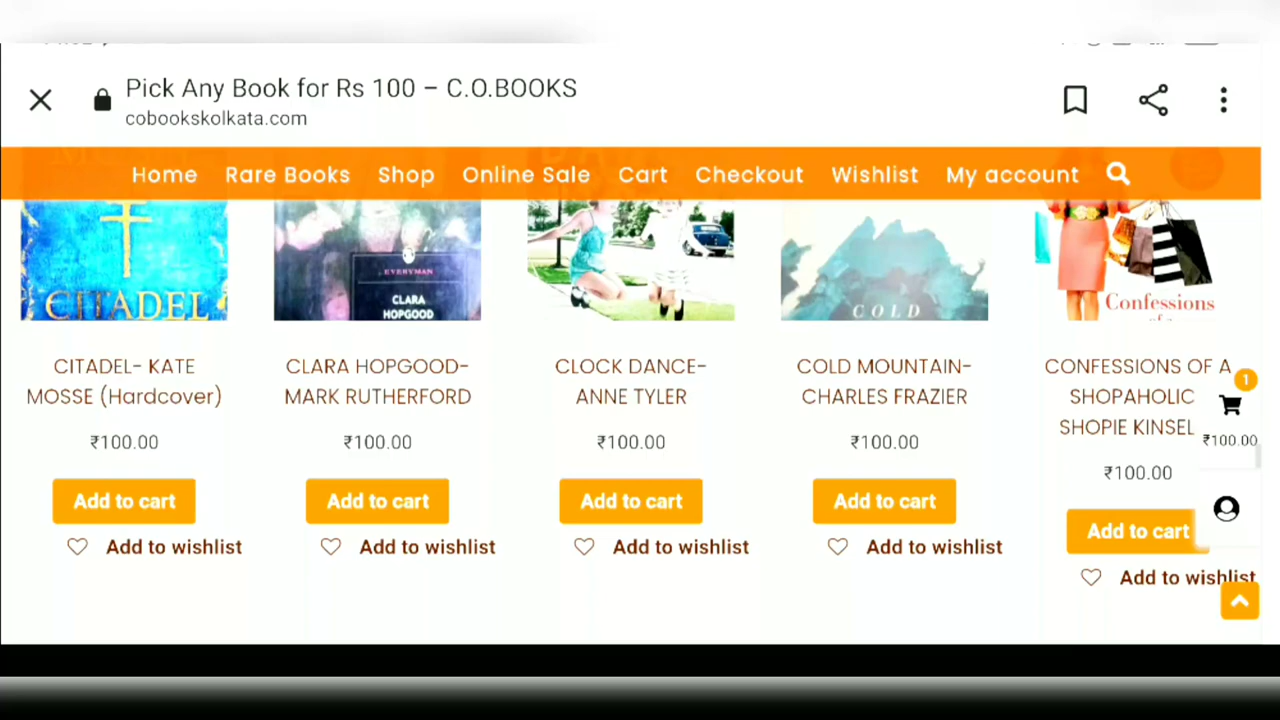 Pick Any Book for Rs 100 – C.O.BOOKS
cobookskolkata.com
Home Rare Books Shop Online Sale Cart Checkout Wishlist My account
CITADEL
EVERYMAN
CLARA
HOPGOOD
COLD
Confessions
CITADEL- KATE
MOSSE (Hardcover)
₹100.00
Add to cart
Add to wishlist
CLARA HOPGOOD-
MARK RUTHERFORD
₹100.00
Add to cart
Add to wishlist
CLOCK DANCE-
ANNE TYLER
₹100.00
Add to cart
Add to wishlist
COLD MOUNTAIN-
CHARLES FRAZIER
₹100.00
Add to cart
Add to wishlist
CONFESSIONS OF A
SHOPAHOLIC
SHOPIE KINSEL
₹100.00
Add to cart
Add to wishlist
1
₹100.00